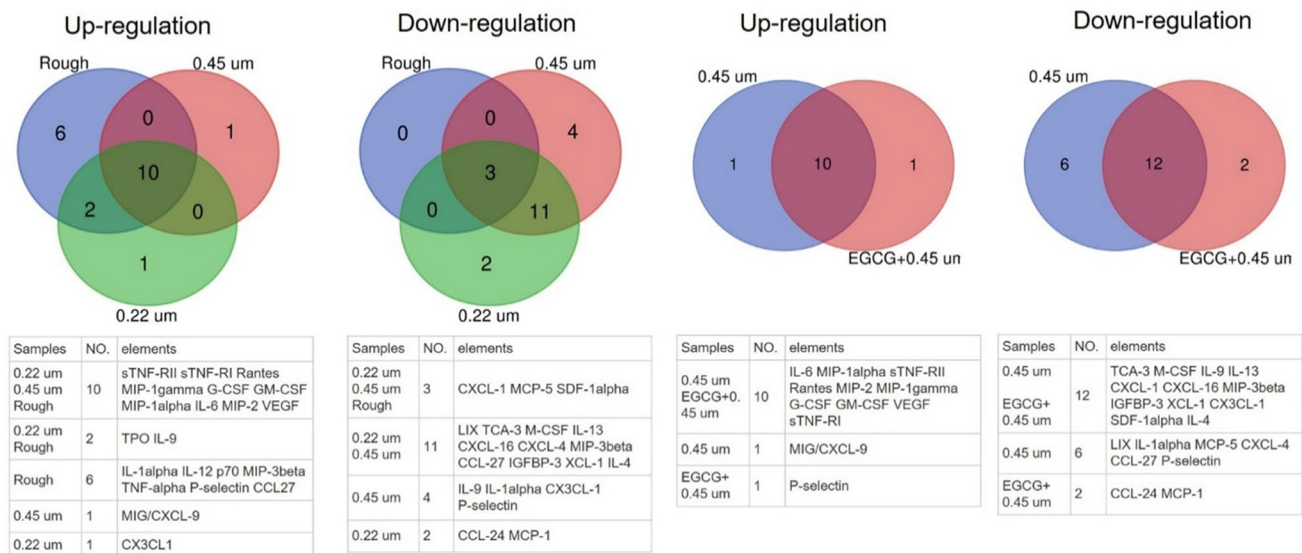 Up-regulation
Rough
0.45 um
6
0
1
10
2
0
1
0.22 um
Samples NO. elements
0.22 um
0.45 um
Rough
10
sTNF-RII sTNF-RI Rantes
MIP-1gamma G-CSF GM-CSF
MIP-1alpha IL-6 MIP-2 VEGF
0.22 um
Rough
2
TPO IL-9
Rough
6
IL-1alpha IL-12 p70 MIP-3beta
TNF-alpha P-selectin CCL27
0.45 um 1 MIG/CXCL-9
0.22 um 1 CX3CL1
Down-regulation
Rough
0.45 um
0
0
4
3
0
11
2
0.22 um
Samples NO. elements
0.22 um
0.45 um
Rough
3
CXCL-1 MCP-5 SDF-1alpha
0.22 um
0.45 um
11
LIX TCA-3 M-CSF IL-13
CXCL-16 CXCL-4 MIP-3beta
CCL-27 IGFBP-3 XCL-1 IL-4
0.45 um
4
IL-9 IL-1alpha CX3CL-1
P-selectin
0.22 um 2 CCL-24 MCP-1
Up-regulation
0.45 um
1
10
1
EGCG+0.45 un
Samples NO. elements
0.45 um
EGCG+0.
45 um
10
IL-6 MIP-1alpha sTNF-RII
Rantes MIP-2 MIP-1gamma
G-CSF GM-CSF VEGF
sTNF-RI
0.45 um 1 MIG/CXCL-9
EGCG+
0.45 um
1
P-selectin
Down-regulation
0.45 um
6
12
2
EGCG+0.45 un
Samples NO. elements
0.45 um
EGCG+
0.45 um
12
TCA-3 M-CSF IL-9 IL-13
CXCL-1 CXCL-16 MIP-3beta
IGFBP-3 XCL-1 CX3CL-1
SDF-1alpha IL-4
0.45 um
6
LIX IL-1alpha MCP-5 CXCL-4
CCL-27 P-selectin
EGCG+
0.45 um
2
CCL-24 MCP-1